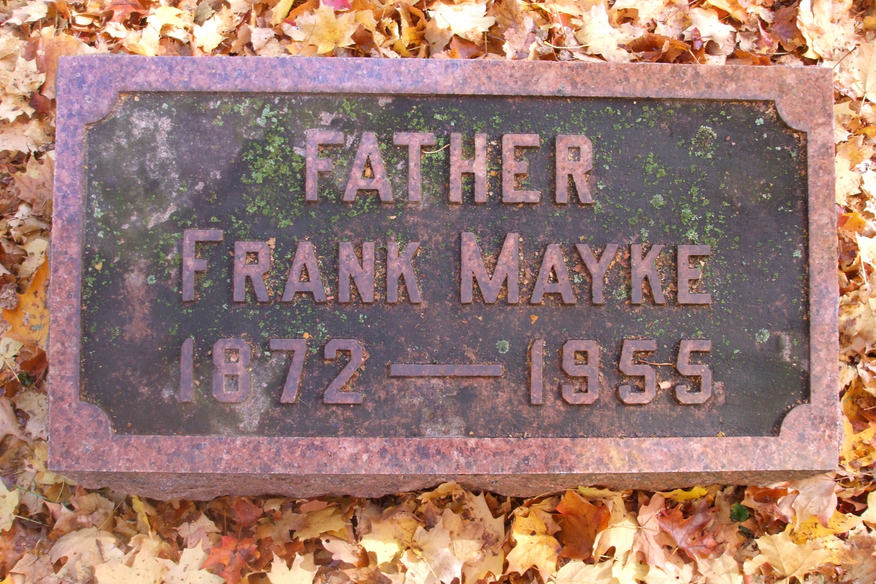 FATHER
FRANK MAYKE
1872 — 1955